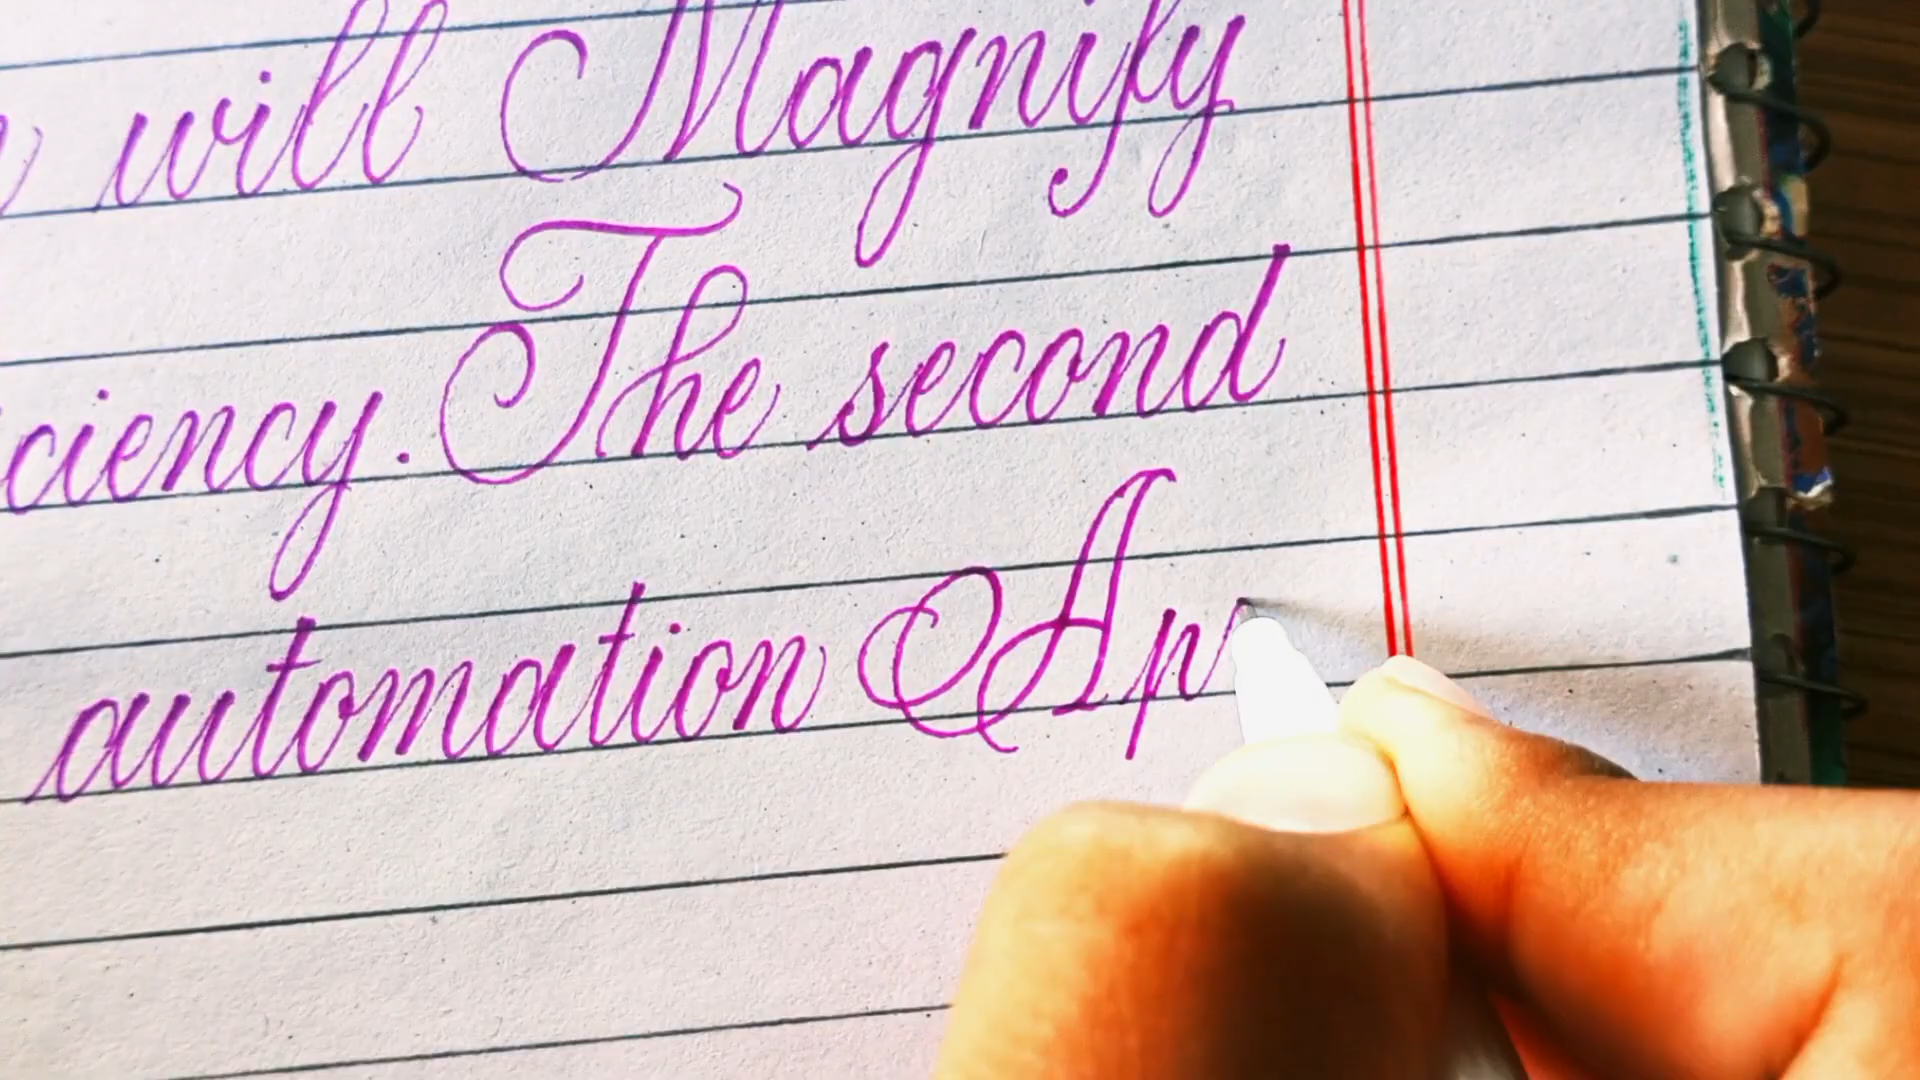 will Magnify
ciency. The second
automation Ap